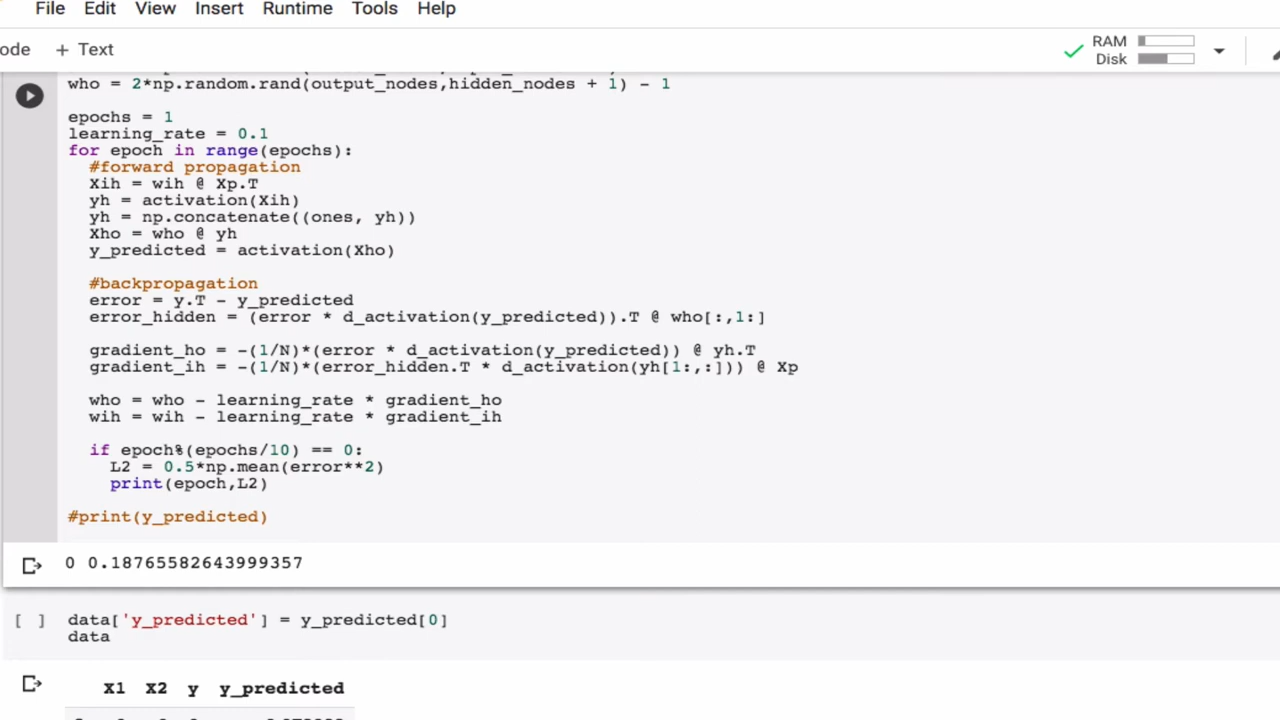 File Edit View Insert Runtime Tools Help
ode + Text
RAM
Disk
who = 2*np.random.rand(output_nodes,hidden_nodes + 1) - 1
epochs = 1
learning_rate = 0.1
for epoch in range(epochs):
#forward propagation
Xih = wih @ Xp.T
yh = activation(Xih)
yh = np.concatenate((ones, yh))
Xho = who @ yh
y_predicted = activation(Xho)
#backpropagation
error = y.T - y_predicted
error_hidden = (error * d_activation(y_predicted)).T @ who[:,1:]
gradient_ho = -(1/N)*(error * d_activation(y_predicted)) @ yh.T
gradient_ih = -(1/N)*(error_hidden.T * d_activation(yh[1:,:])) @ Xp
who = who - learning_rate * gradient_ho
wih = wih - learning_rate * gradient_ih
if epoch%(epochs/10) == 0:
L2 = 0.5*np.mean(error**2)
print(epoch,L2)
#print(y_predicted)
0 0.18765582643999357
[ ] data['y_predicted'] = y_predicted[0]
data
X1 X2 y y_predicted